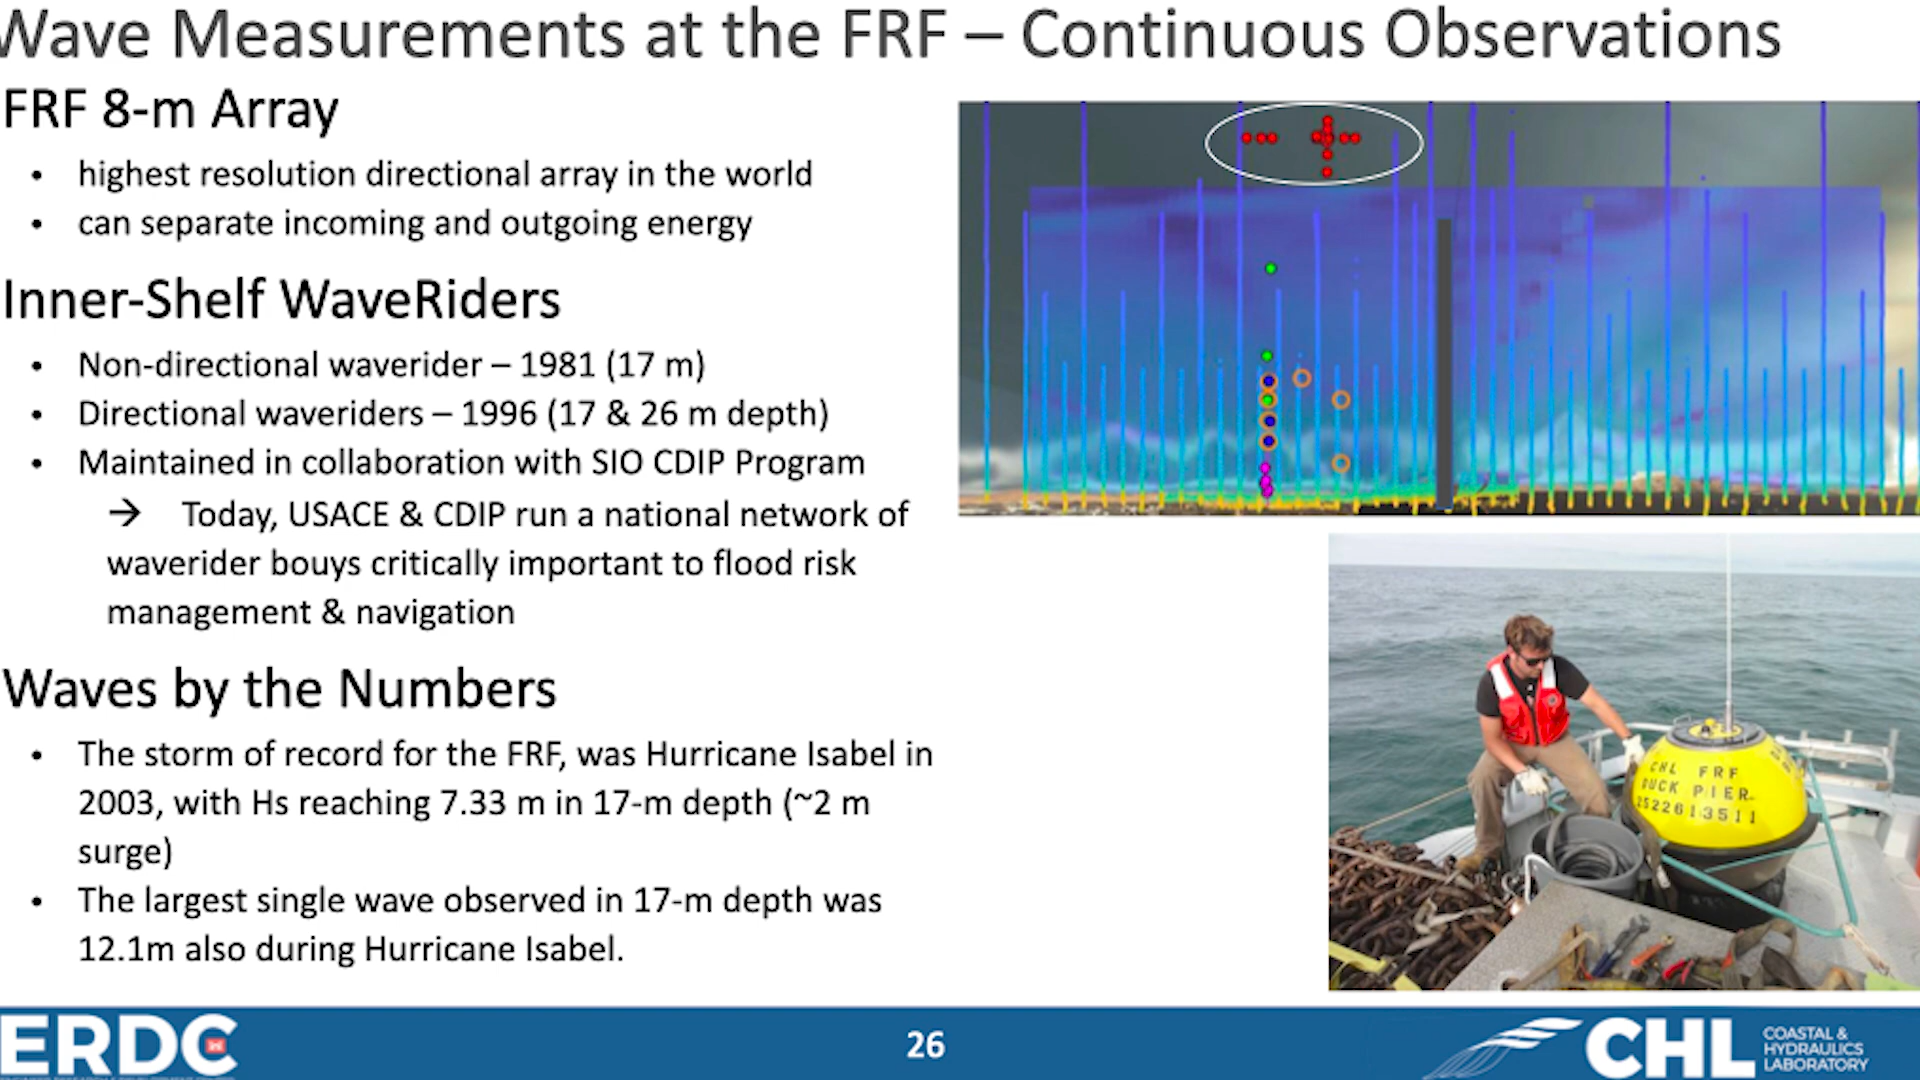 Wave Measurements at the FRF – Continuous Observations
FRF 8-m Array
• highest resolution directional array in the world
• can separate incoming and outgoing energy
Inner-Shelf WaveRiders
• Non-directional waverider – 1981 (17 m)
• Directional waveriders – 1996 (17 & 26 m depth)
• Maintained in collaboration with SIO CDIP Program
→ Today, USACE & CDIP run a national network of
waverider bouys critically important to flood risk
management & navigation
Waves by the Numbers
• The storm of record for the FRF, was Hurricane Isabel in
2003, with Hs reaching 7.33 m in 17-m depth (~2 m
surge)
• The largest single wave observed in 17-m depth was
12.1m also during Hurricane Isabel.
CHL FRF
DUCK PIER
2522613511
ERDC
26
CHL
COASTAL &
HYDRAULICS
LABORATORY